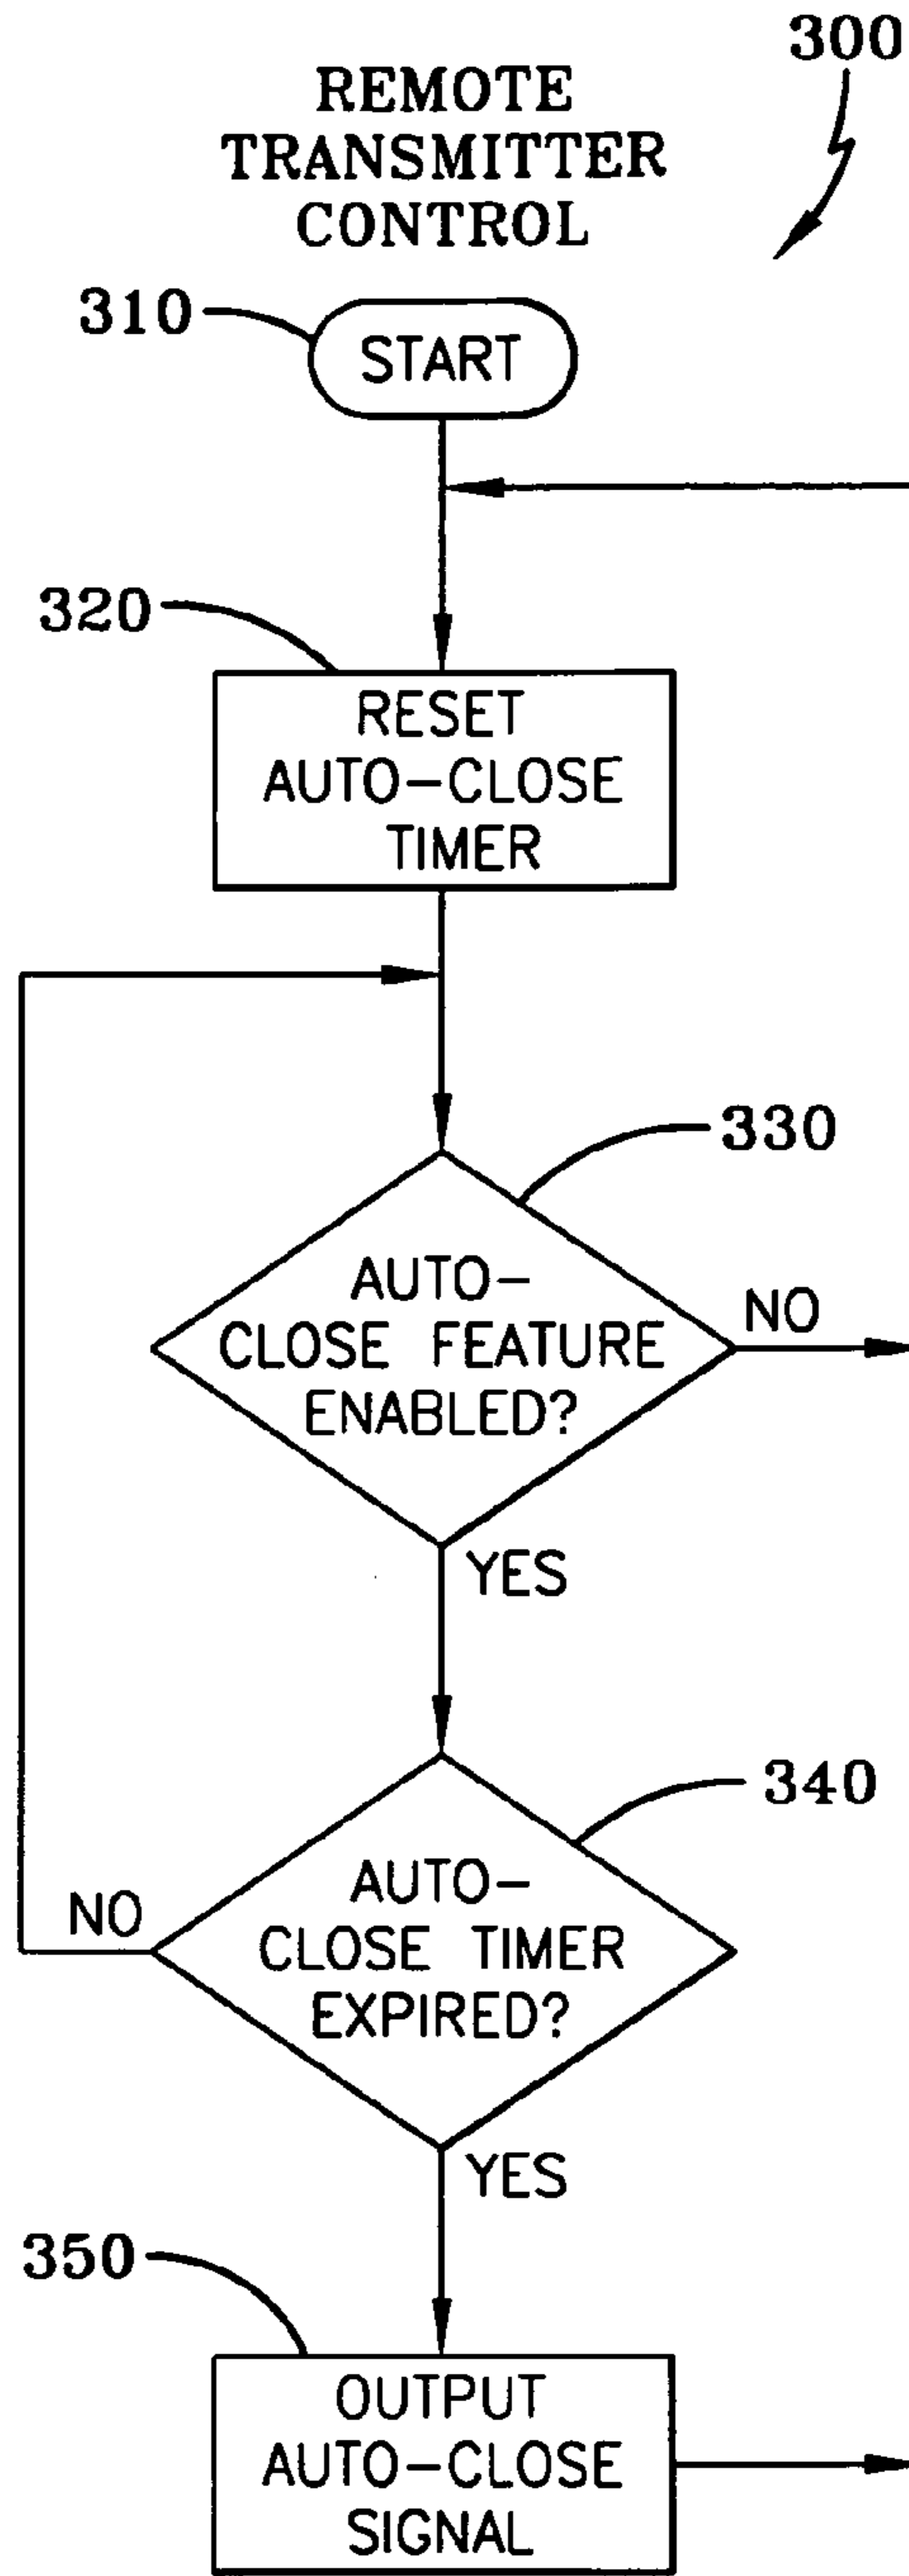 300
REMOTE
TRANSMITTER
CONTROL
310
START
320
RESET
AUTO-CLOSE
TIMER
330
AUTO-
CLOSE FEATURE
ENABLED?
NO
YES
340
AUTO-
CLOSE TIMER
EXPIRED?
NO
YES
350
OUTPUT
AUTO-CLOSE
SIGNAL